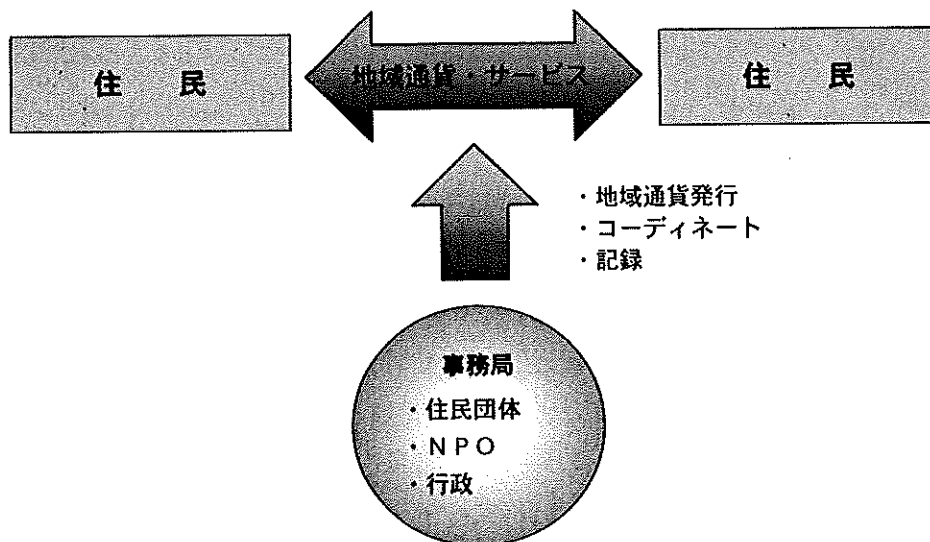 住　民
地域通貨・サービス
住　民
・地域通貨発行
・コーディネート
・記録
事務局
・住民団体
・ＮＰＯ
・行政